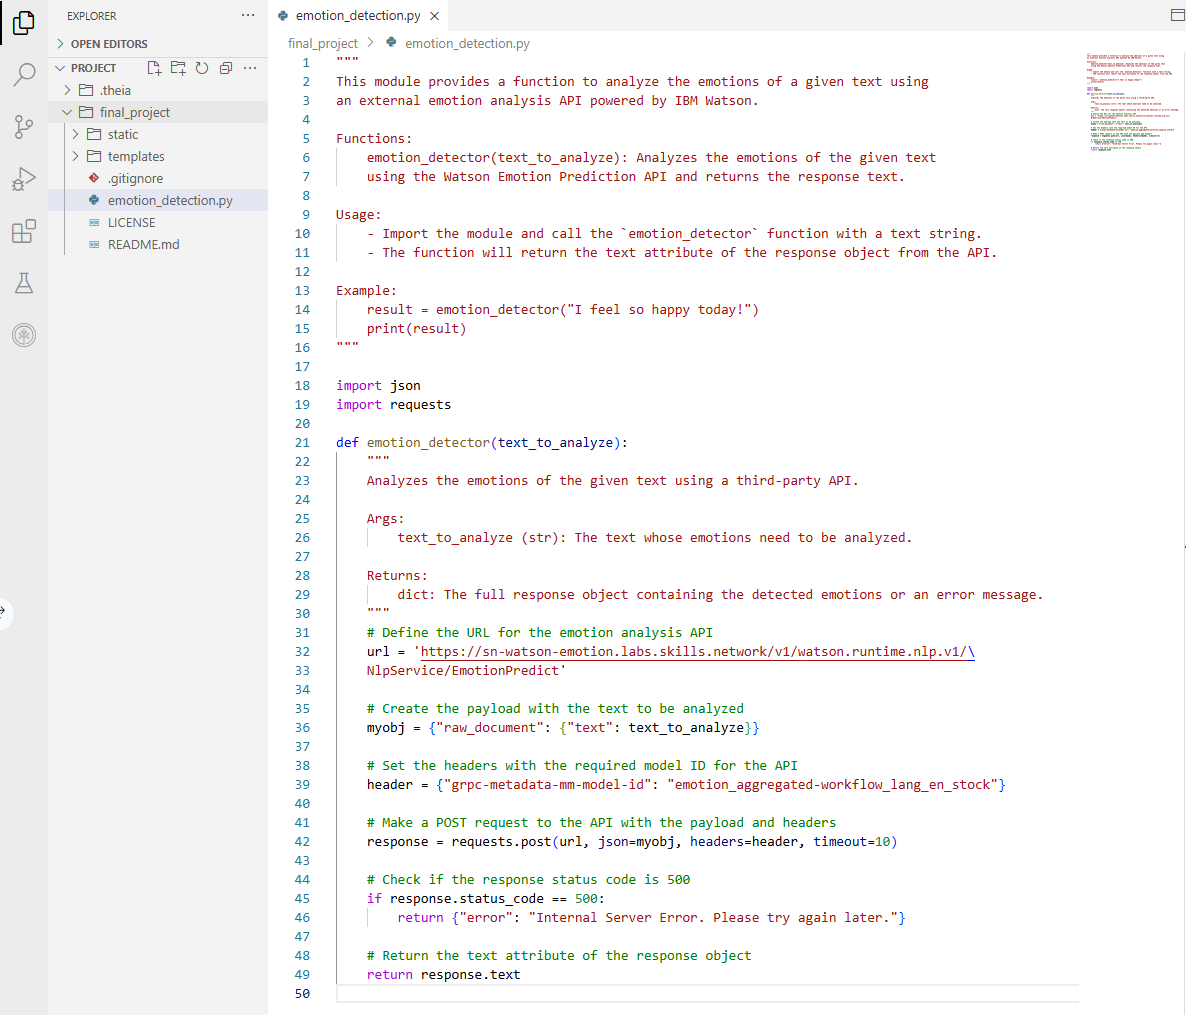 EXPLORER
OPEN EDITORS
PROJECT
.theia
final_project
static
templates
.gitignore
emotion_detection.py
LICENSE
README.md
emotion_detection.py
final_project > emotion_detection.py
1 """
2 This module provides a function to analyze the emotions of a given text using
3 an external emotion analysis API powered by IBM Watson.
4
5 Functions:
6     emotion_detector(text_to_analyze): Analyzes the emotions of the given text
7     using the Watson Emotion Prediction API and returns the response text.
8
9 Usage:
10     - Import the module and call the `emotion_detector` function with a text string.
11     - The function will return the text attribute of the response object from the API.
12
13 Example:
14     result = emotion_detector("I feel so happy today!")
15     print(result)
16 """
17
18 import json
19 import requests
20
21 def emotion_detector(text_to_analyze):
22     """
23     Analyzes the emotions of the given text using a third-party API.
24
25     Args:
26         text_to_analyze (str): The text whose emotions need to be analyzed.
27
28     Returns:
29         dict: The full response object containing the detected emotions or an error message.
30     """
31     # Define the URL for the emotion analysis API
32     url = 'https://sn-watson-emotion.labs.skills.network/v1/watson.runtime.nlp.v1/\
33     NlpService/EmotionPredict'
34
35     # Create the payload with the text to be analyzed
36     myobj = {"raw_document": {"text": text_to_analyze}}
37
38     # Set the headers with the required model ID for the API
39     header = {"grpc-metadata-mm-model-id": "emotion_aggregated-workflow_lang_en_stock"}
40
41     # Make a POST request to the API with the payload and headers
42     response = requests.post(url, json=myobj, headers=header, timeout=10)
43
44     # Check if the response status code is 500
45     if response.status_code == 500:
46         return {"error": "Internal Server Error. Please try again later."}
47
48     # Return the text attribute of the response object
49     return response.text
50